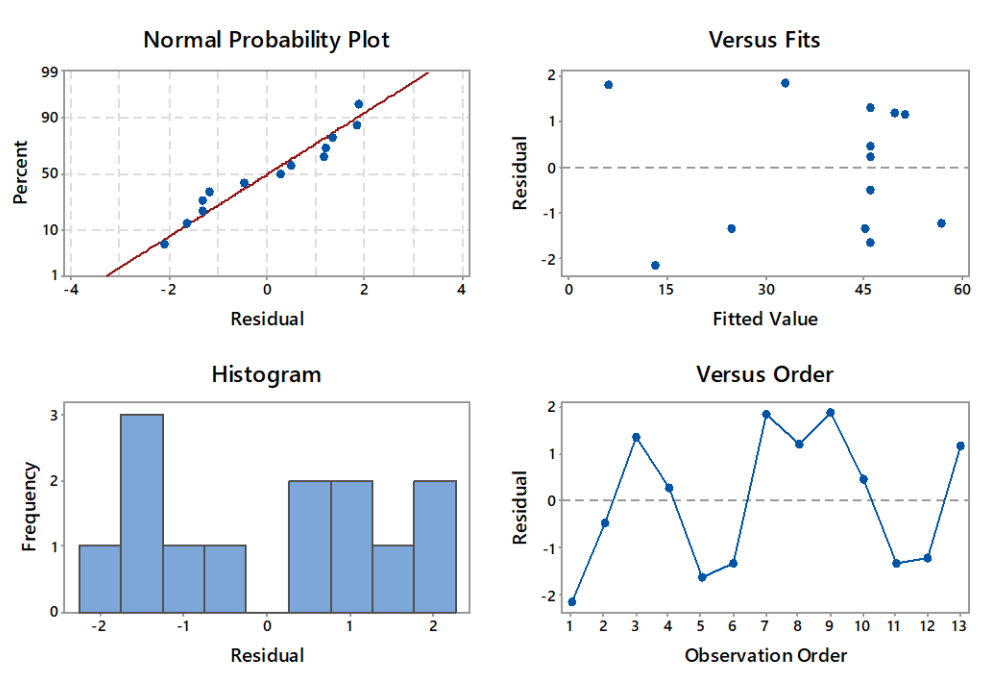 Normal Probability Plot
99
90
50
10
1
Percent
-4 -2 0 2 4
Residual
Versus Fits
2
1
0
-1
-2
Residual
0 15 30 45 60
Fitted Value
Histogram
3
2
1
0
Frequency
-2 -1 0 1 2
Residual
Versus Order
2
1
0
-1
-2
Residual
1 2 3 4 5 6 7 8 9 10 11 12 13
Observation Order